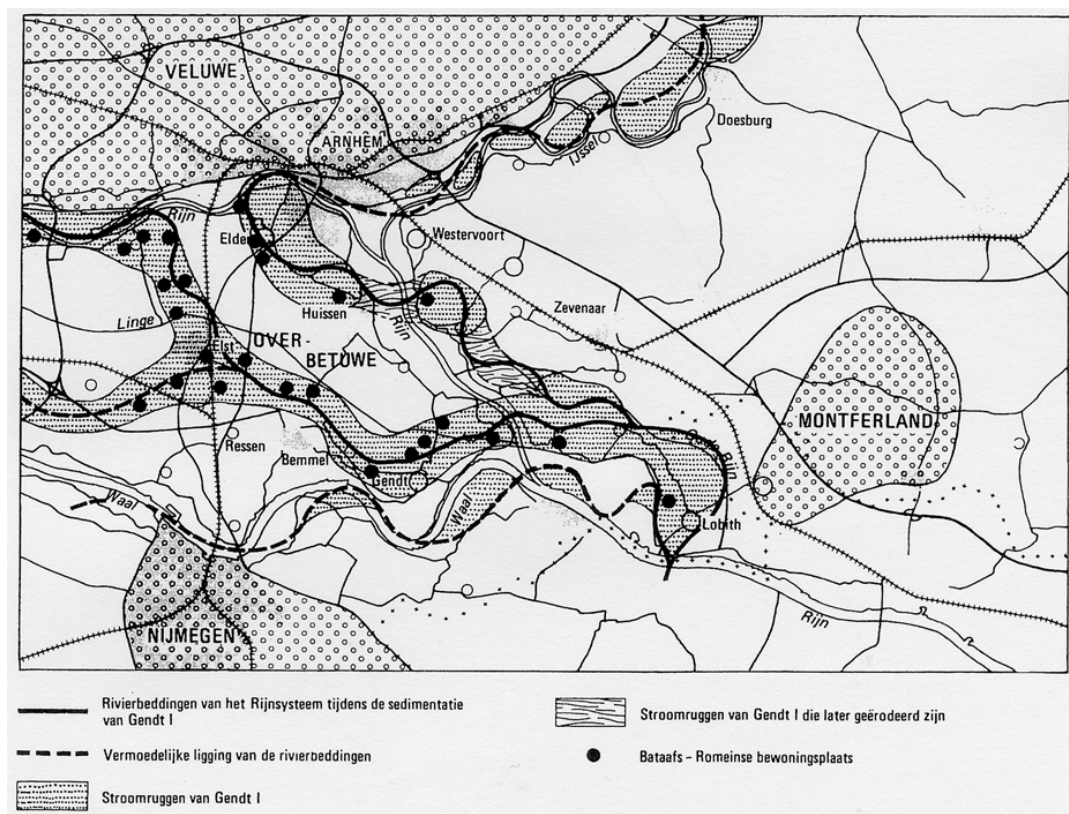 VELUWE
ARNHEM
Doesburg
IJssel
Rijn
Elden
Westervoort
Huissen
Zevenaar
Linge
Rijn
Elst
OVER-
BETUWE
MONTFERLAND
Ressen
Bemmel
Gendt
Rijn
Waal
Waal
Lobith
Rijn
NIJMEGEN
Rivierbeddingen van het Rijnsysteem tijdens de sedimentatie
van Gendt I
Vermoedelijke ligging van de rivierbeddingen
Stroomruggen van Gendt I
Stroomruggen van Gendt I die later geërodeerd zijn
Bataafs – Romeinse bewoningsplaats